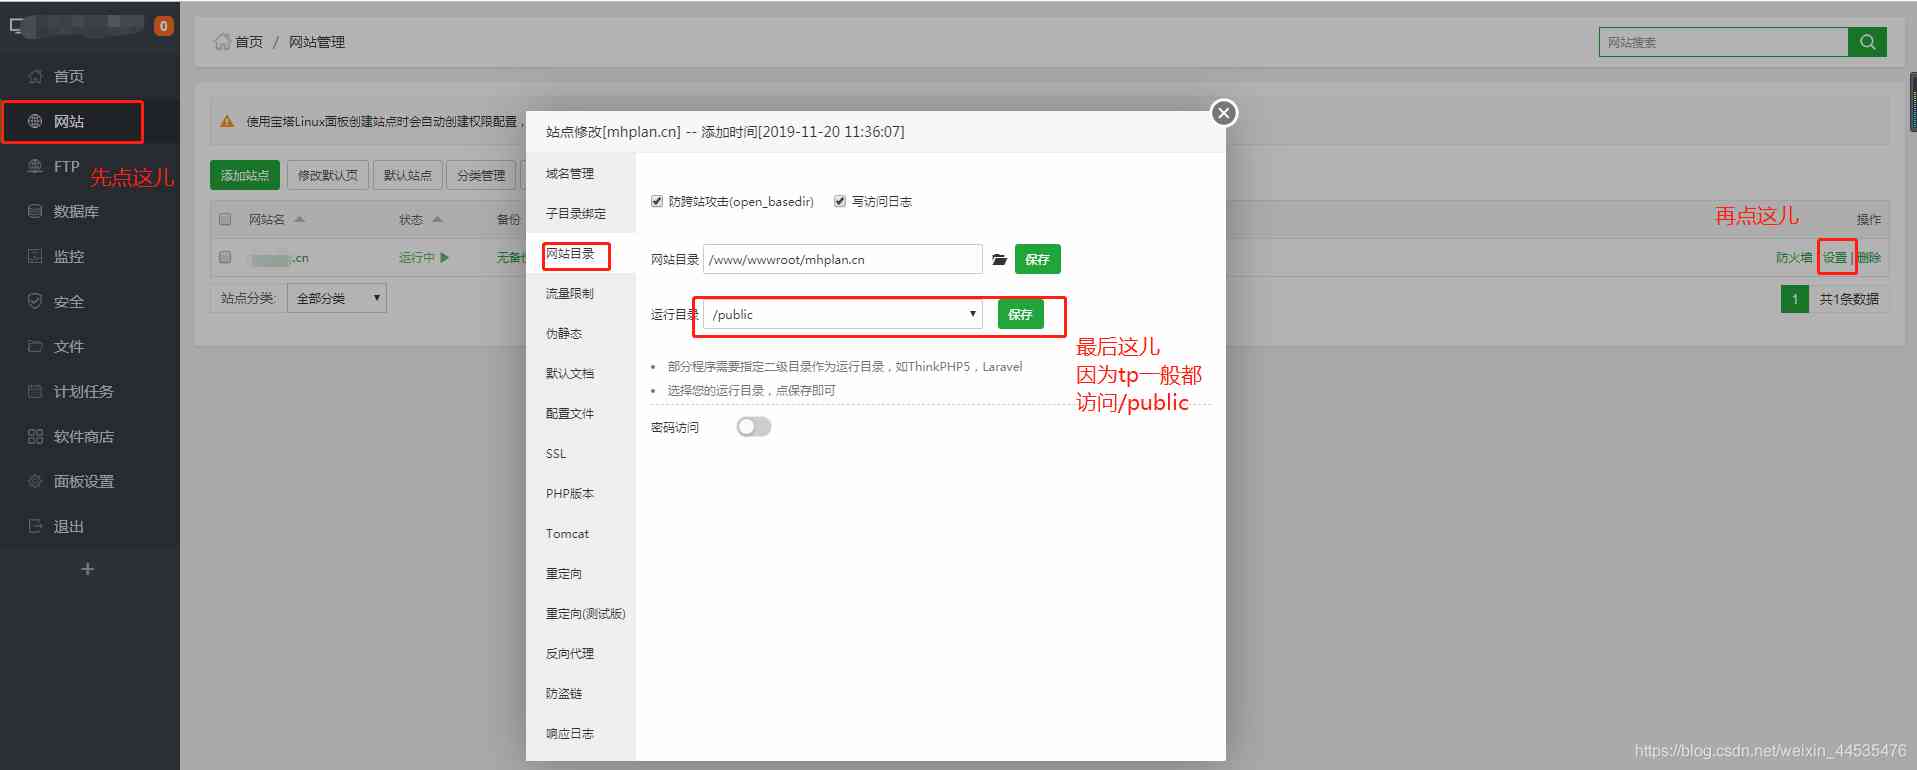 0
首页 / 网站管理
网站搜索
首页
网站
FTP
先点这儿
数据库
监控
安全
文件
计划任务
软件商店
面板设置
退出
+
使用宝塔Linux面板创建站点时会自动创建权限配置，
添加站点
修改默认页
默认站点
分类管理
网站名
状态
备份
再点这儿
操作
.cn
运行中
无备份
防火墙
设置 |
删除
站点分类:
全部分类
1
共1条数据
站点修改[mhplan.cn] -- 添加时间[2019-11-20 11:36:07]
域名管理
子目录绑定
网站目录
流量限制
伪静态
默认文档
配置文件
SSL
PHP版本
Tomcat
重定向
重定向(测试版)
反向代理
防盗链
响应日志
防跨站攻击(open_basedir)
写访问日志
网站目录
/www/wwwroot/mhplan.cn
保存
运行目录
/public
保存
部分程序需要指定二级目录作为运行目录，如ThinkPHP5，Laravel
选择您的运行目录，点保存即可
密码访问
最后这儿
因为tp一般都
访问/public
https://blog.csdn.net/weixin_44535476